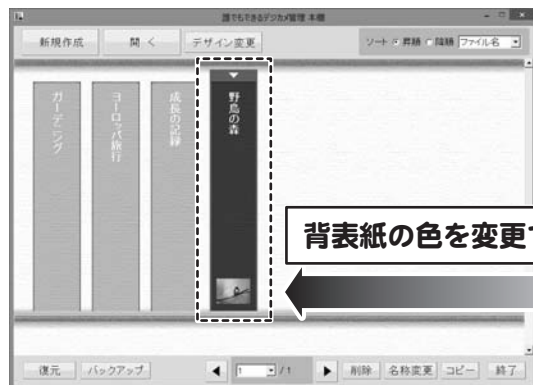 誰でもできるデジカメ管理 本棚
新規作成 開く デザイン変更 ソート 昇順 降順 ファイル名
ガーデニング
ヨーロッパ旅行
成長の記録
野鳥の森
背表紙の色を変更
復元 バックアップ 1 / 1 削除 名称変更 コピー 終了